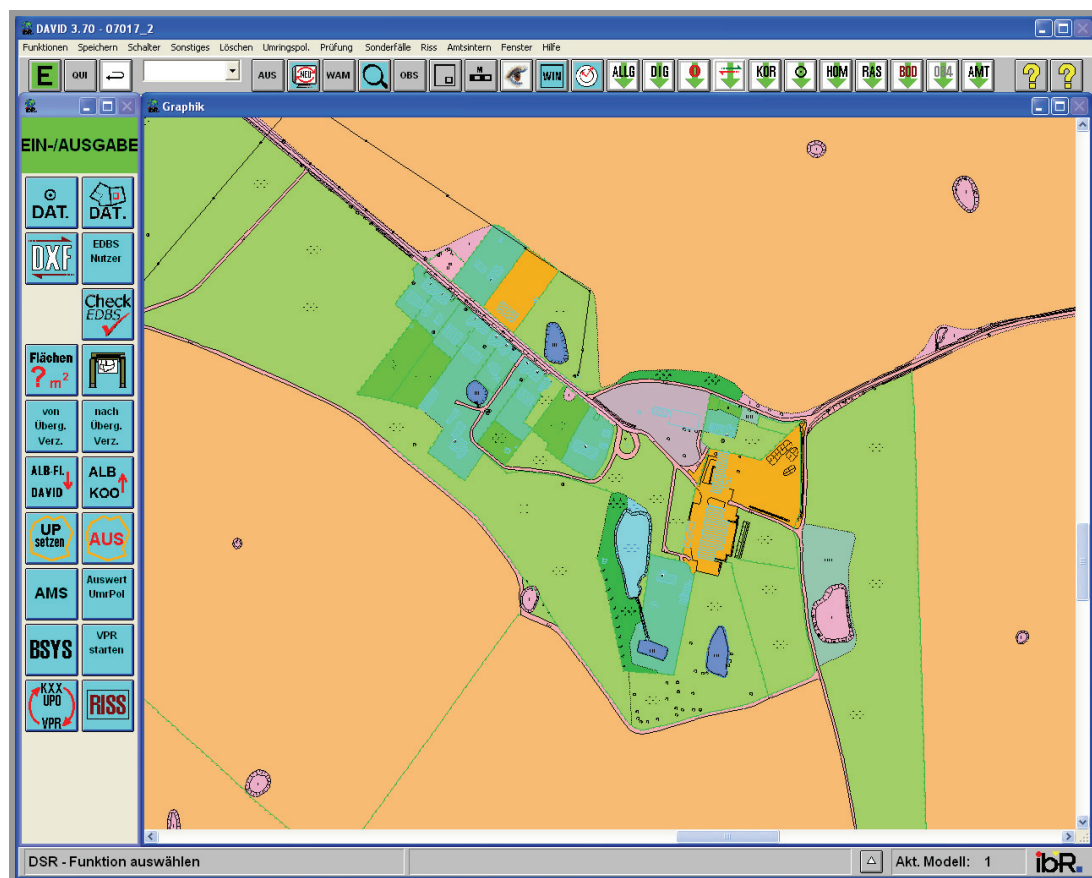 DAVID 3.70 - 07017_2
Funktionen Speichern Schalter Sonstiges Löschen Umringspol. Prüfung Sonderfälle Riss Amtsintern Fenster Hilfe
E QUI AUS NEU WAM OBS M WIN ALLG DIG KOR HOM RAS BOD AMT ? ?
Graphik
EIN-/AUSGABE
DAT. DAT.
DXF EDBS Nutzer
Check EDBS
Flächen ? m²
von Überg. Verz. nach Überg. Verz.
ALB-Fl. DAVID ALB KOO
UP setzen AUS
AMS Auswert UmrPol
BSYS VPR starten
KXX UPO VPR RISS
DSR - Funktion auswählen
Akt. Modell: 1
ibR.